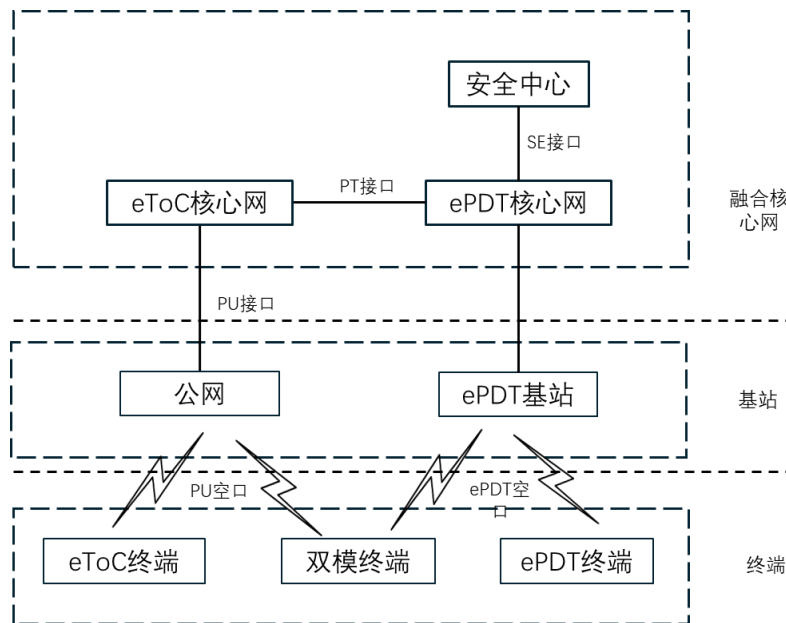 安全中心
SE接口
PT接口
eToC核心网
ePDT核心网
融合核
心网
PU接口
公网
ePDT基站
基站
PU空口
ePDT空
口
eToC终端
双模终端
ePDT终端
终端